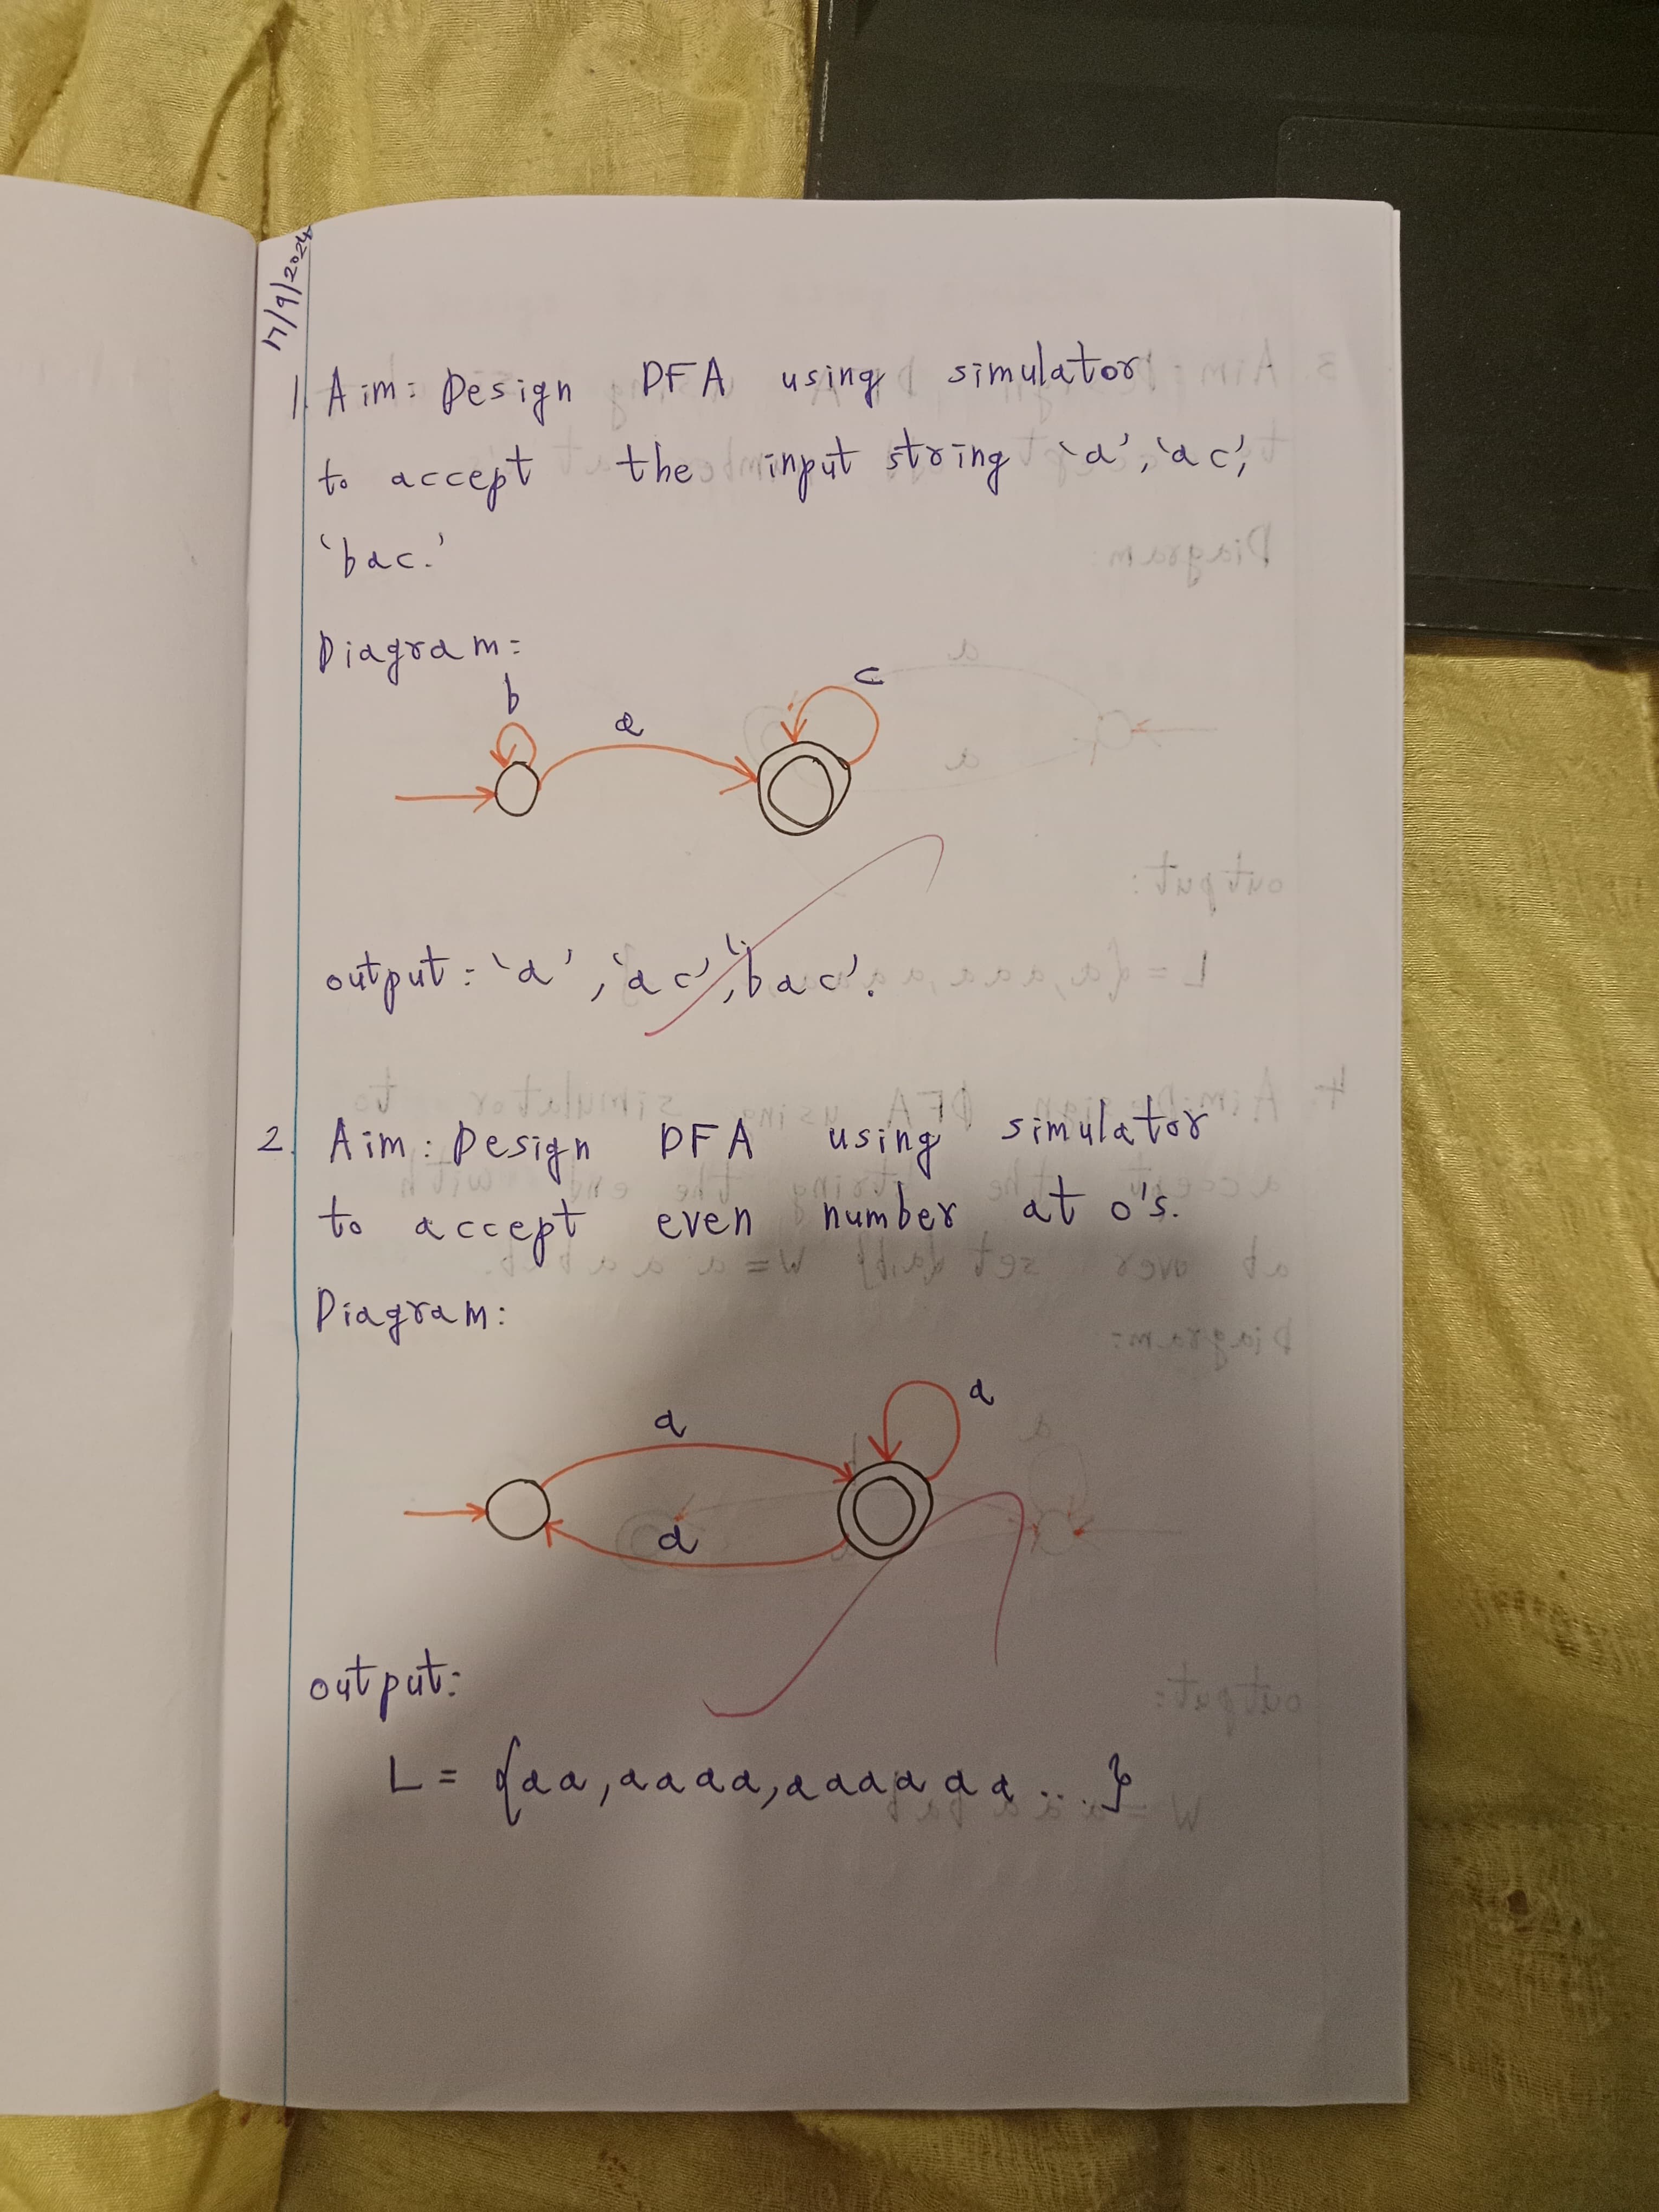 17/9/2024
1. Aim: Design DFA using simulator
to accept the input string 'a', 'ac',
'bac.'
Diagram:
b
a
c
output: 'a', 'ac', 'bac'.
2. Aim: Design DFA using simulator
to accept even number at 0's.
Diagram:
a
a
a
output:
L = {aa, aaaa, aaaaaa ...}